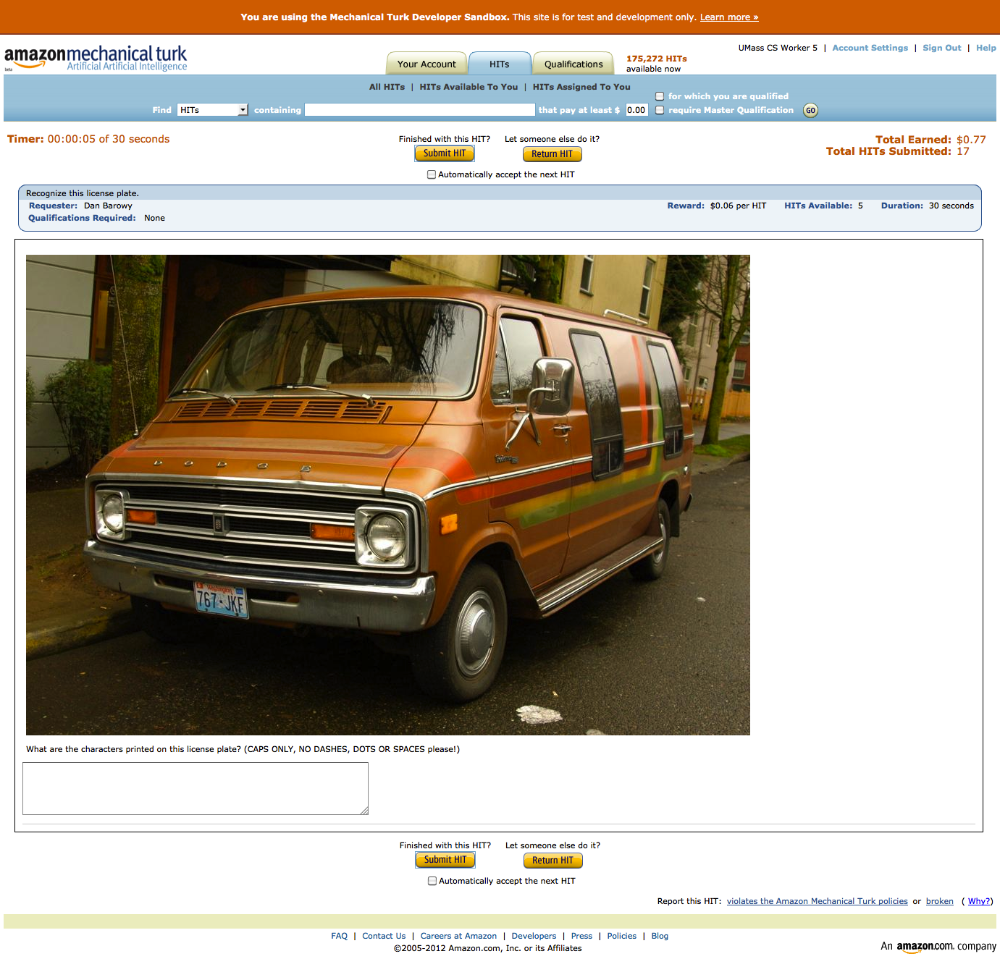 You are using the Mechanical Turk Developer Sandbox. This site is for test and development only. Learn more »
UMass CS Worker 5 | Account Settings | Sign Out | Help
amazonmechanical turk
beta
Artificial Artificial Intelligence
Your Account
HITs
Qualifications
175,272 HITs
available now
All HITs | HITs Available To You | HITs Assigned To You
Find HITs containing that pay at least $ 0.00
for which you are qualified
require Master Qualification
GO
Timer: 00:00:05 of 30 seconds
Finished with this HIT? Let someone else do it?
Submit HIT Return HIT
Automatically accept the next HIT
Total Earned: $0.77
Total HITs Submitted: 17
Recognize this license plate.
Requester: Dan Barowy
Reward: $0.06 per HIT HITs Available: 5 Duration: 30 seconds
Qualifications Required: None
DODGE
Washington
767·JKF
What are the characters printed on this license plate? (CAPS ONLY, NO DASHES, DOTS OR SPACES please!)
Finished with this HIT? Let someone else do it?
Submit HIT Return HIT
Automatically accept the next HIT
Report this HIT: violates the Amazon Mechanical Turk policies or broken ( Why?)
FAQ | Contact Us | Careers at Amazon | Developers | Press | Policies | Blog
©2005-2012 Amazon.com, Inc. or its Affiliates
An amazon.com. company